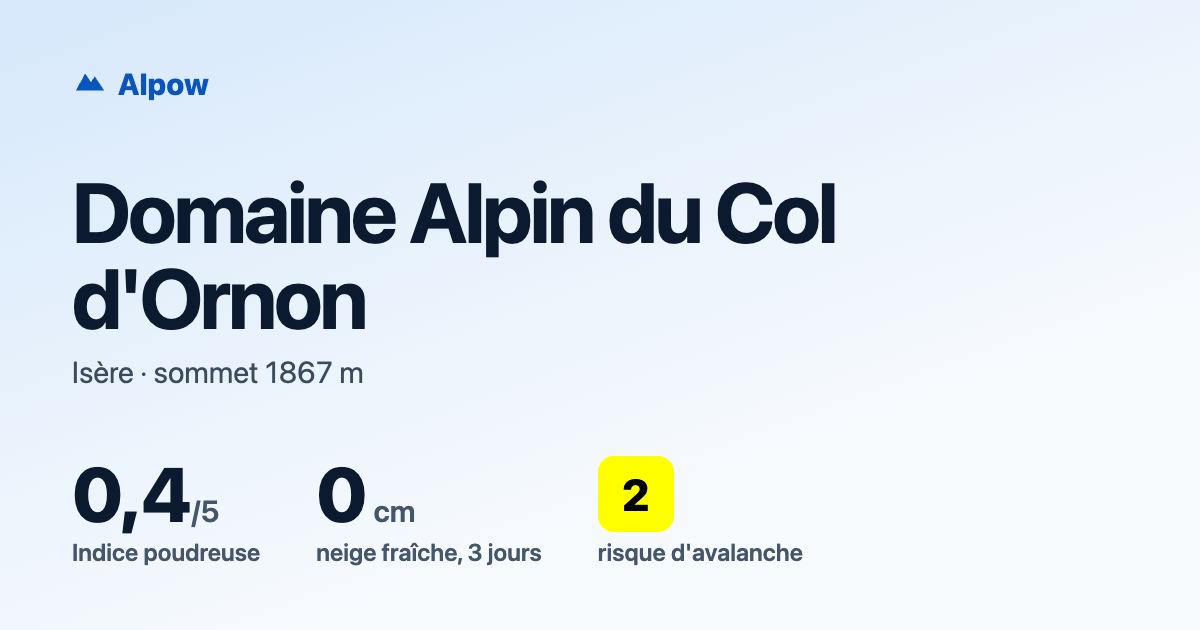 Alpow
Domaine Alpin du Col
d'Ornon
Isère · sommet 1867 m
0,4/5
Indice poudreuse
0 cm
neige fraîche, 3 jours
2
risque d'avalanche